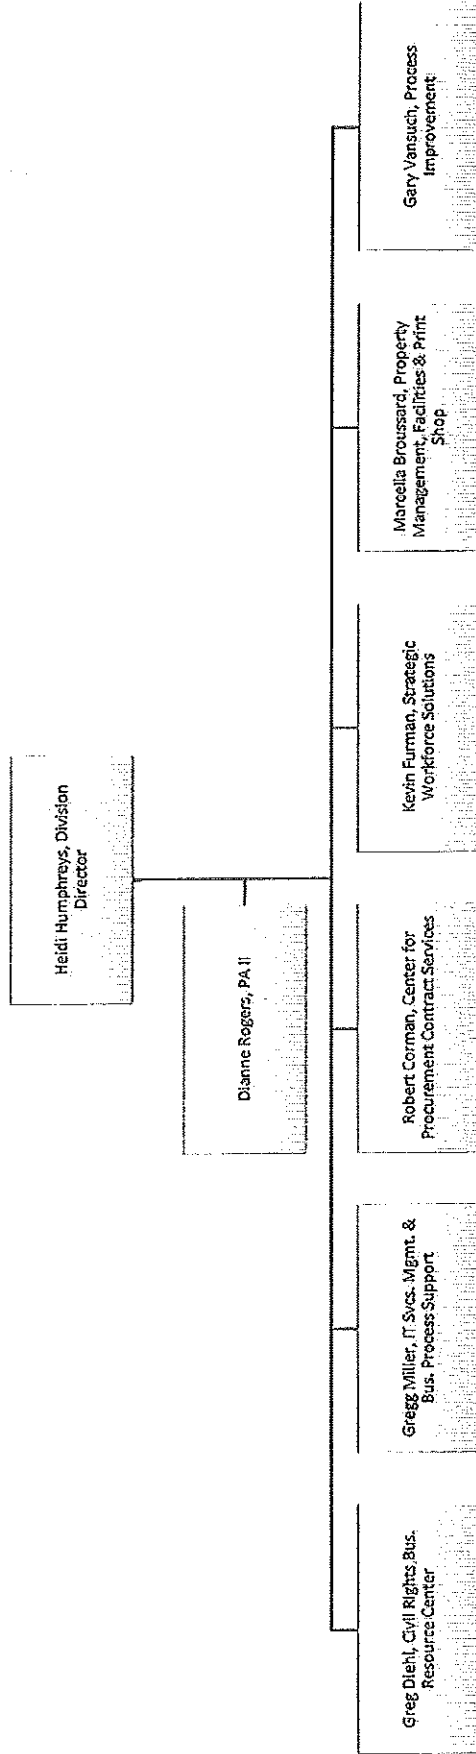 Heidi Humphreys, Division
Director
Dianne Rogers, PA II
Greg Diehl, Civil Rights,Bus.
Resource Center
Gregg Miller, IT Svcs. Mgmt. &
Bus. Process Support
Robert Corman, Center for
Procurement Contract Services
Kevin Furman, Strategic
Workforce Solutions
Marcella Broussard, Property
Management, Facilities & Print
Shop
Gary Vansuch, Process
Improvement